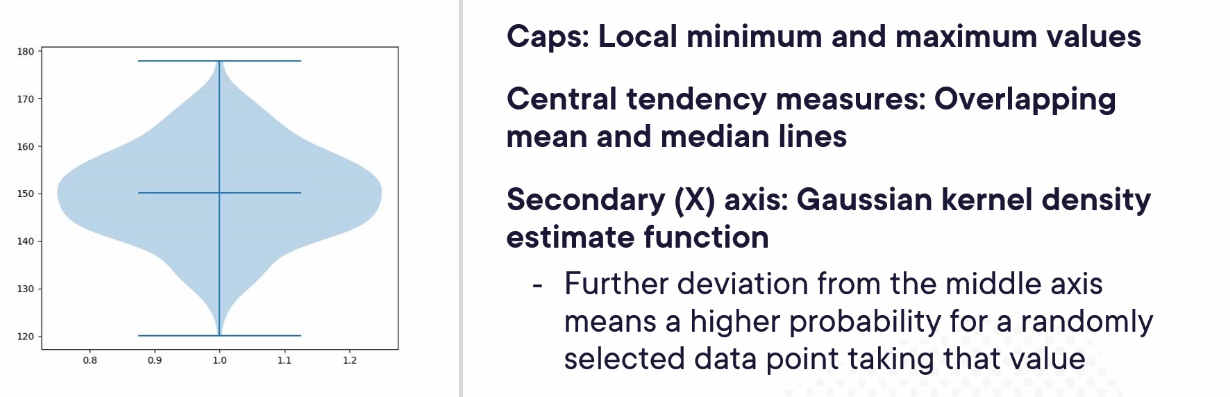 180
170
160
150
140
130
120
0.8 0.9 1.0 1.1 1.2
Caps: Local minimum and maximum values
Central tendency measures: Overlapping
mean and median lines
Secondary (X) axis: Gaussian kernel density
estimate function
- Further deviation from the middle axis
means a higher probability for a randomly
selected data point taking that value